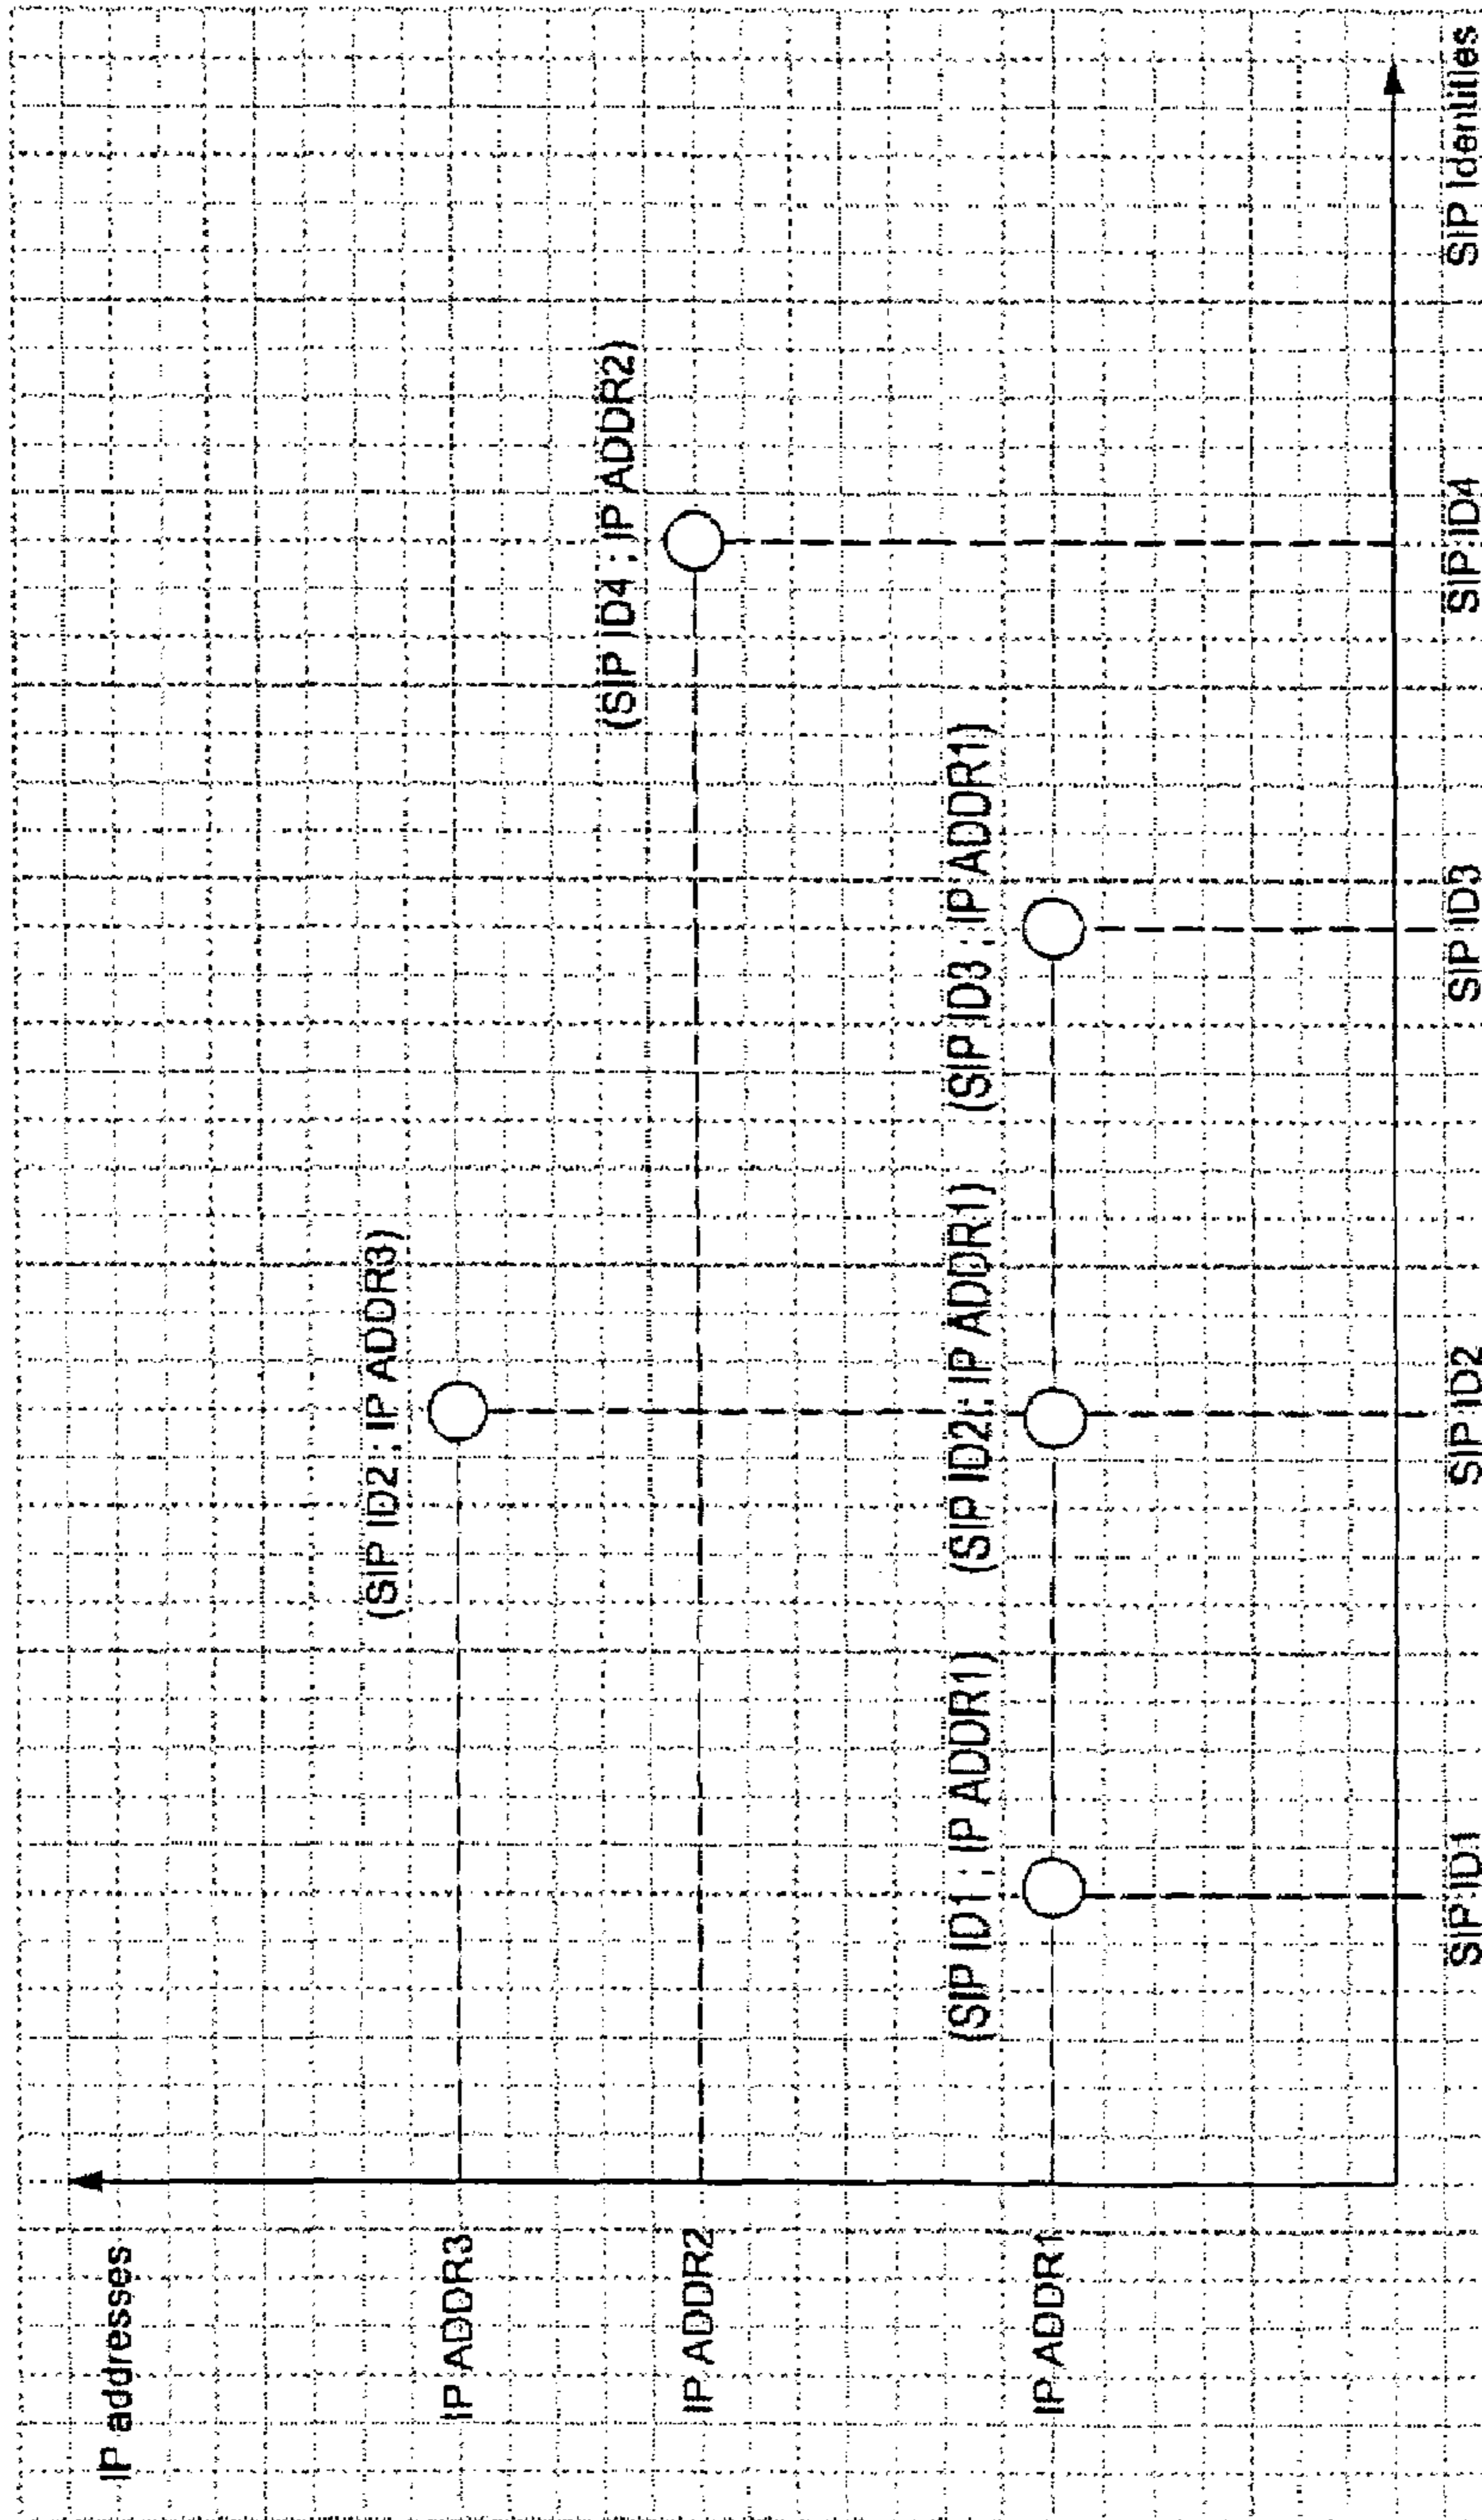 IP addresses
IP ADDR3
(SIP ID2 ; IP ADDR3)
IP ADDR2
(SIP ID4 ; IP ADDR2)
IP ADDR1
(SIP ID1 ; IP ADDR1)
(SIP ID2 ; IP ADDR1)
(SIP ID3 ; IP ADDR1)
SIP ID1
SIP ID2
SIP ID3
SIP ID4
SIP Identities